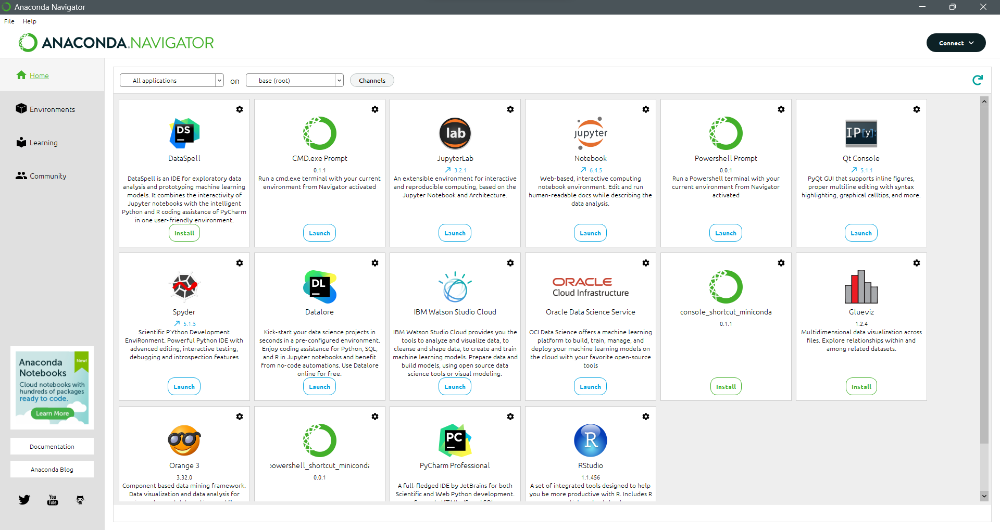 Anaconda Navigator
File Help
ANACONDA.NAVIGATOR
Connect
Home
Environments
Learning
Community
All applications
on
base (root)
Channels
DS
DataSpell
DataSpell is an IDE for exploratory data
analysis and prototyping machine learning
models. It combines the interactivity of
Jupyter notebooks with the intelligent
Python and R coding assistance of PyCharm
in one user-friendly environment.
Install
CMD.exe Prompt
0.1.1
Run a cmd.exe terminal with your current
environment from Navigator activated
Launch
lab
JupyterLab
3.2.1
An extensible environment for interactive
and reproducible computing, based on the
Jupyter Notebook and Architecture.
Launch
jupyter
Notebook
6.4.5
Web-based, interactive computing
notebook environment. Edit and run
human-readable docs while describing the
data analysis.
Launch
Powershell Prompt
0.0.1
Run a Powershell terminal with your
current environment from Navigator
activated
Launch
IP[y]:
Qt Console
5.1.1
PyQt GUI that supports inline figures,
proper multiline editing with syntax
highlighting, graphical calltips, and more.
Launch
Spyder
5.1.5
Scientific PYthon Development
EnviRonment. Powerful Python IDE with
advanced editing, interactive testing,
debugging and introspection features
Launch
DL
Datalore
Kick-start your data science projects in
seconds in a pre-configured environment.
Enjoy coding assistance for Python, SQL,
and R in Jupyter notebooks and benefit
from no-code automations. Use Datalore
online for free.
Launch
IBM Watson Studio Cloud
IBM Watson Studio Cloud provides you the
tools to analyze and visualize data, to
cleanse and shape data, to create and train
machine learning models. Prepare data and
build models, using open source data
science tools or visual modeling.
Launch
ORACLE
Cloud Infrastructure
Oracle Data Science Service
OCI Data Science offers a machine learning
platform to build, train, manage, and
deploy your machine learning models on
the cloud with your favorite open-source
tools
Launch
console_shortcut_miniconda
0.1.1
Install
Glueviz
1.2.4
Multidimensional data visualization across
files. Explore relationships within and
among related datasets.
Install
Orange 3
3.32.0
Component based data mining framework.
Data visualization and data analysis for
powershell_shortcut_miniconda
0.0.1
PC
PyCharm Professional
A full-fledged IDE by JetBrains for both
Scientific and Web Python development.
R
RStudio
1.1.456
A set of integrated tools designed to help
you be more productive with R. Includes R
Anaconda
Notebooks
New!
Cloud notebooks with
hundreds of packages
ready to code.
Learn More
Documentation
Anaconda Blog
You
Tube